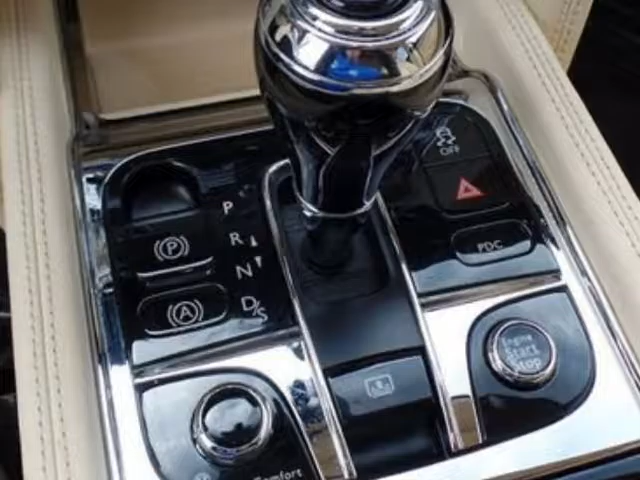 OFF
P
(P)
R
PDC
N
(A)
D/S
Engine
Start
Stop
Comfort